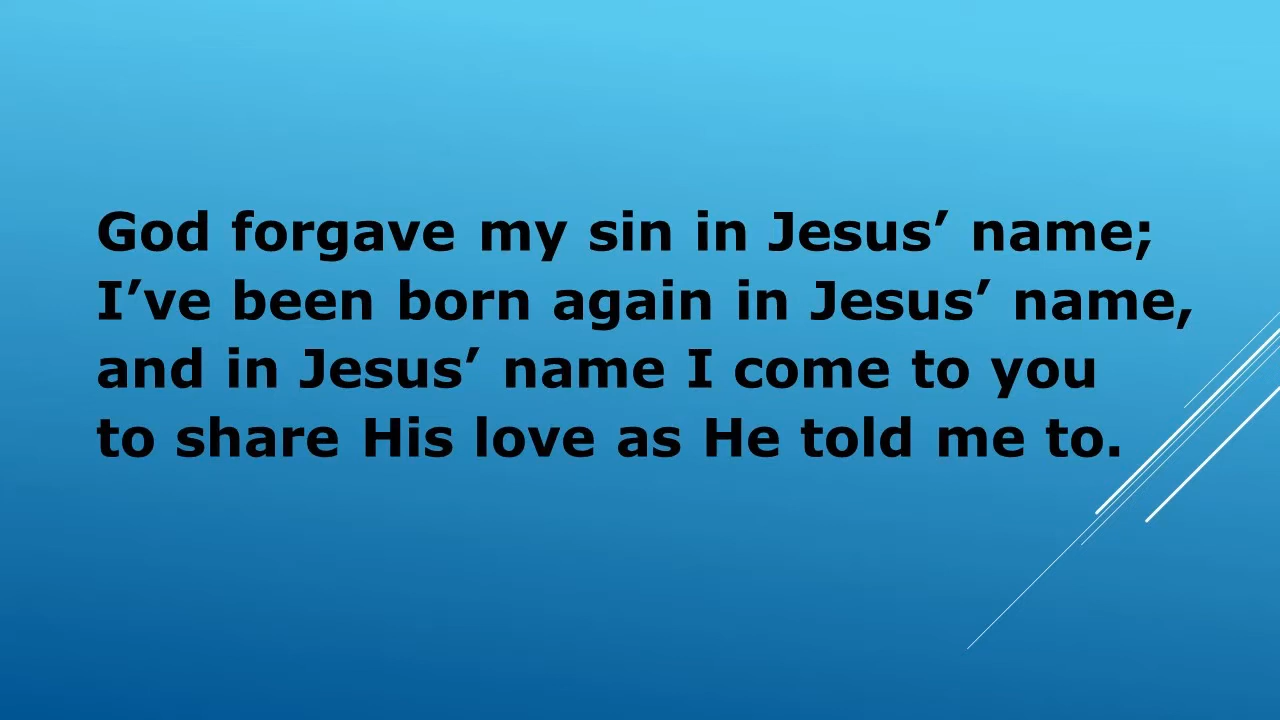 God forgave my sin in Jesus’ name;
I’ve been born again in Jesus’ name,
and in Jesus’ name I come to you
to share His love as He told me to.